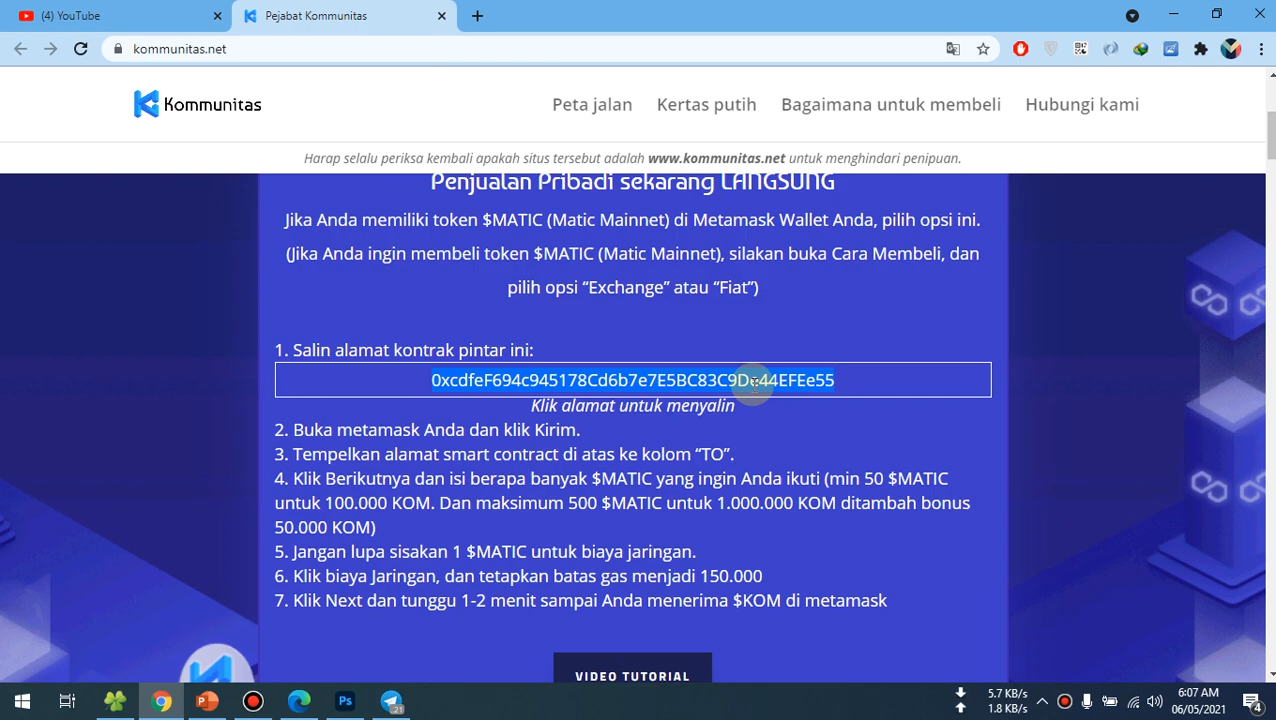 (4) YouTube
Pejabat Kommunitas
kommunitas.net
Kommunitas
Peta jalan
Kertas putih
Bagaimana untuk membeli
Hubungi kami
Harap selalu periksa kembali apakah situs tersebut adalah www.kommunitas.net untuk menghindari penipuan.
Penjualan Pribadi sekarang LANGSUNG
Jika Anda memiliki token $MATIC (Matic Mainnet) di Metamask Wallet Anda, pilih opsi ini.
(Jika Anda ingin membeli token $MATIC (Matic Mainnet), silakan buka Cara Membeli, dan
pilih opsi “Exchange” atau “Fiat”)
1. Salin alamat kontrak pintar ini:
Klik alamat untuk menyalin
2. Buka metamask Anda dan klik Kirim.
3. Tempelkan alamat smart contract di atas ke kolom “TO”.
4. Klik Berikutnya dan isi berapa banyak $MATIC yang ingin Anda ikuti (min 50 $MATIC
untuk 100.000 KOM. Dan maksimum 500 $MATIC untuk 1.000.000 KOM ditambah bonus
50.000 KOM)
5. Jangan lupa sisakan 1 $MATIC untuk biaya jaringan.
6. Klik biaya Jaringan, dan tetapkan batas gas menjadi 150.000
7. Klik Next dan tunggu 1-2 menit sampai Anda menerima $KOM di metamask
VIDEO TUTORIAL
21
5.7 KB/s
1.8 KB/s
6:07 AM
06/05/2021
4